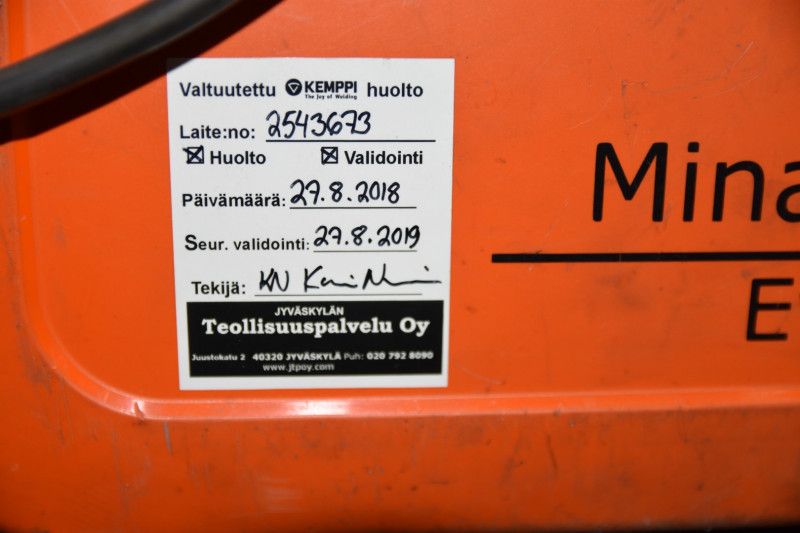 Valtuutettu KEMPPI huolto
The Joy of Welding
Laite:no: 2543673
☒ Huolto ☒ Validointi
Päivämäärä: 27.8.2018
Seur. validointi: 27.8.2019
Tekijä: KN
JYVÄSKYLÄN
Teollisuuspalvelu Oy
Juustokatu 2 40320 JYVÄSKYLÄ Puh: 020 792 8090
www.jtpoy.com
Mina
E